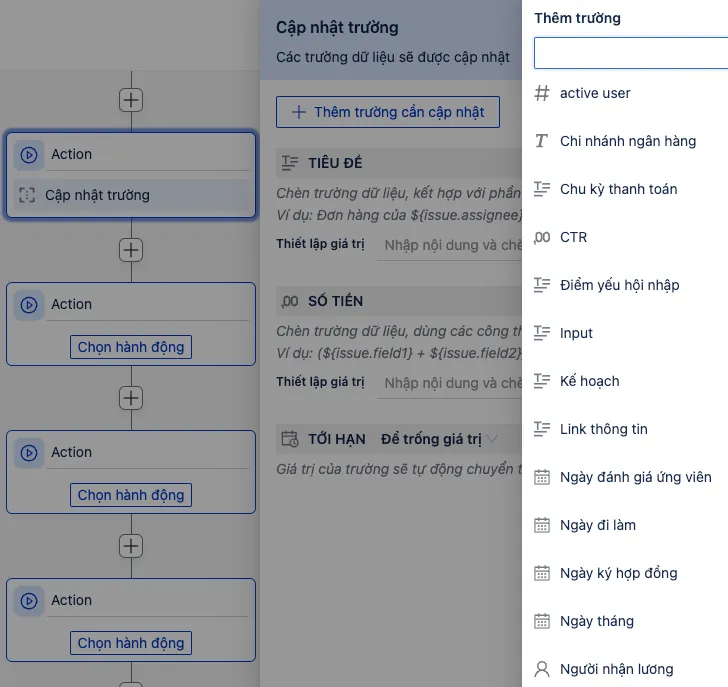 Action
Cập nhật trường
Action
Chọn hành động
Action
Chọn hành động
Action
Chọn hành động
Cập nhật trường
Các trường dữ liệu sẽ được cập nhật
+ Thêm trường cần cập nhật
TIÊU ĐỀ
Chèn trường dữ liệu, kết hợp với phần
Ví dụ: Đơn hàng của ${issue.assignee}
Thiết lập giá trị Nhập nội dung và chè
,00 SỐ TIỀN
Chèn trường dữ liệu, dùng các công th
Ví dụ: (${issue.field1} + ${issue.field2}
Thiết lập giá trị Nhập nội dung và chè
TỚI HẠN Để trống giá trị
Giá trị của trường sẽ tự động chuyển t
Thêm trường
# active user
T Chi nhánh ngân hàng
Chu kỳ thanh toán
,00 CTR
Điểm yếu hội nhập
Input
Kế hoạch
Link thông tin
Ngày đánh giá ứng viên
Ngày đi làm
Ngày ký hợp đồng
Ngày tháng
Người nhận lương